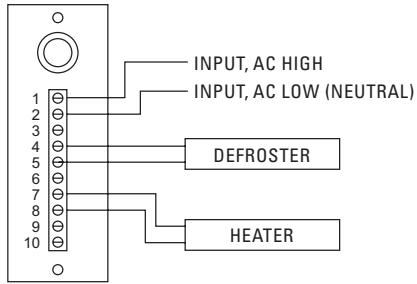 INPUT, AC HIGH
INPUT, AC LOW (NEUTRAL)
1
2
3
4
5
6
7
8
9
10
DEFROSTER
HEATER